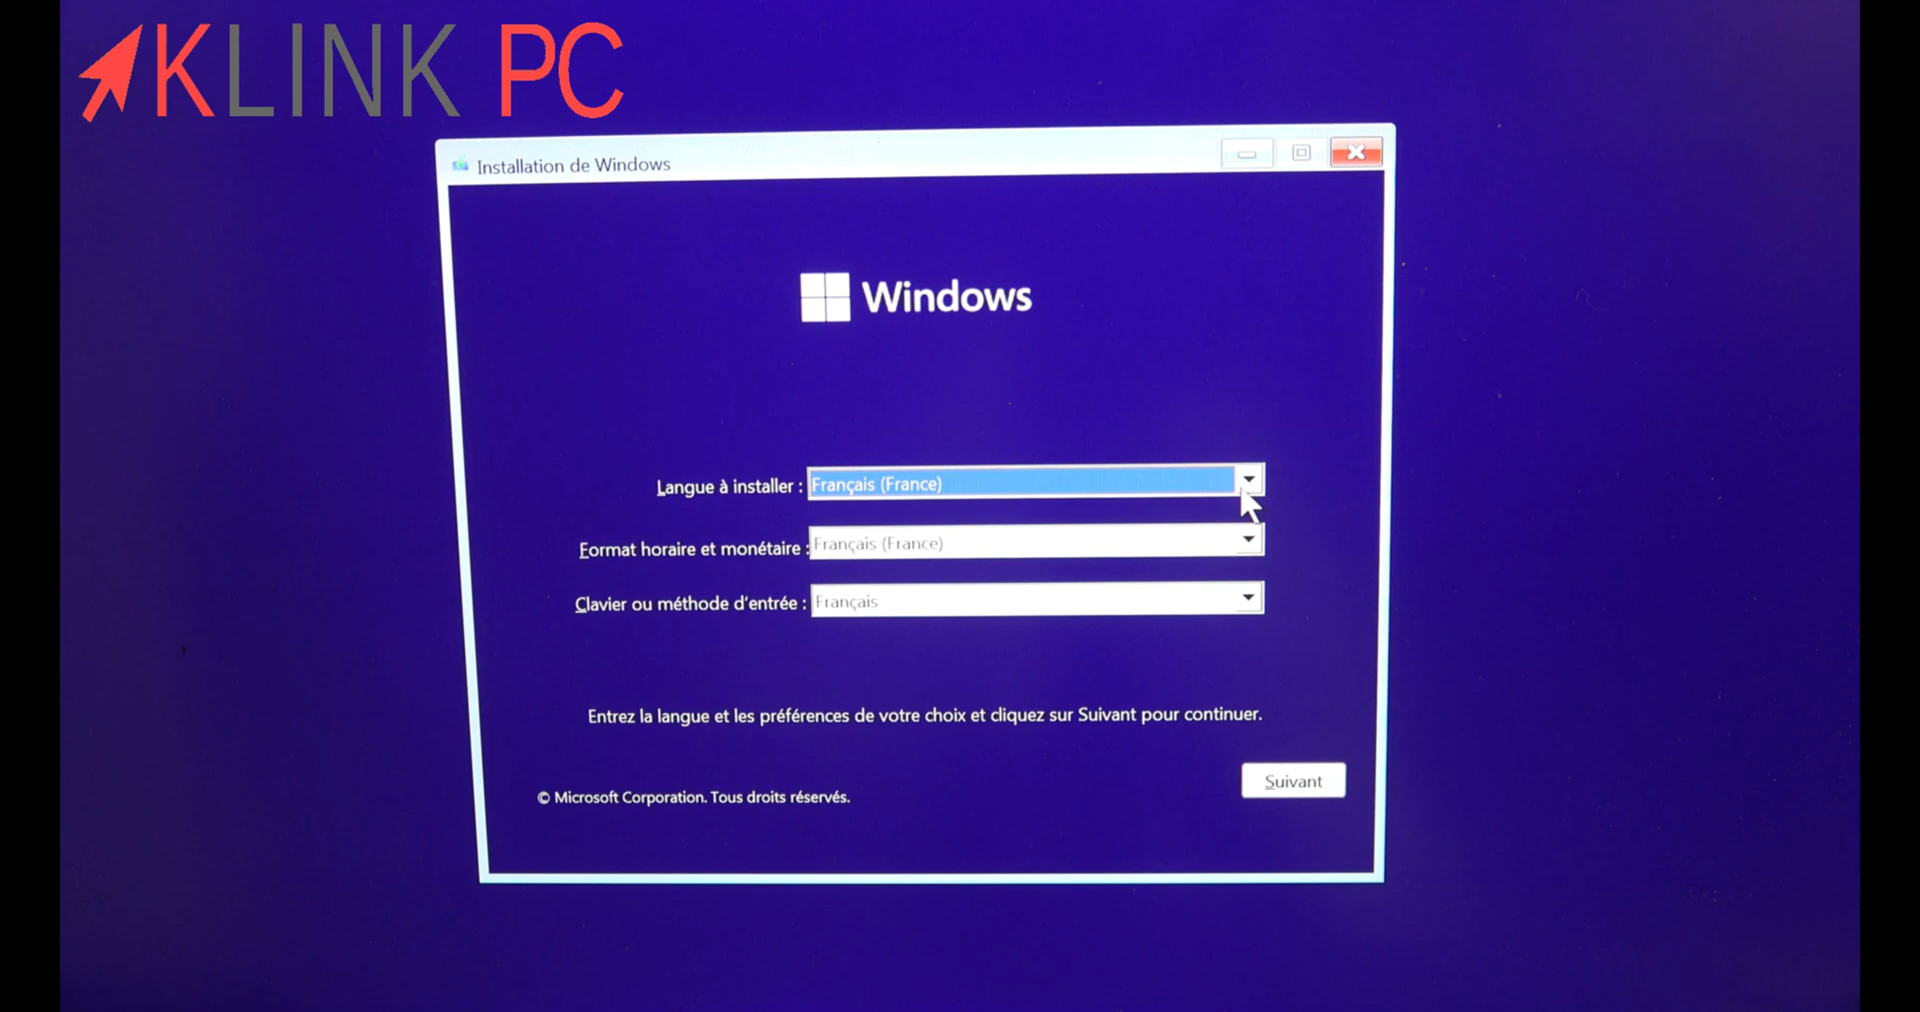 KLINK PC
Installation de Windows
Windows
Langue à installer : Français (France)
Format horaire et monétaire : Français (France)
Clavier ou méthode d'entrée : Français
Entrez la langue et les préférences de votre choix et cliquez sur Suivant pour continuer.
Suivant
© Microsoft Corporation. Tous droits réservés.